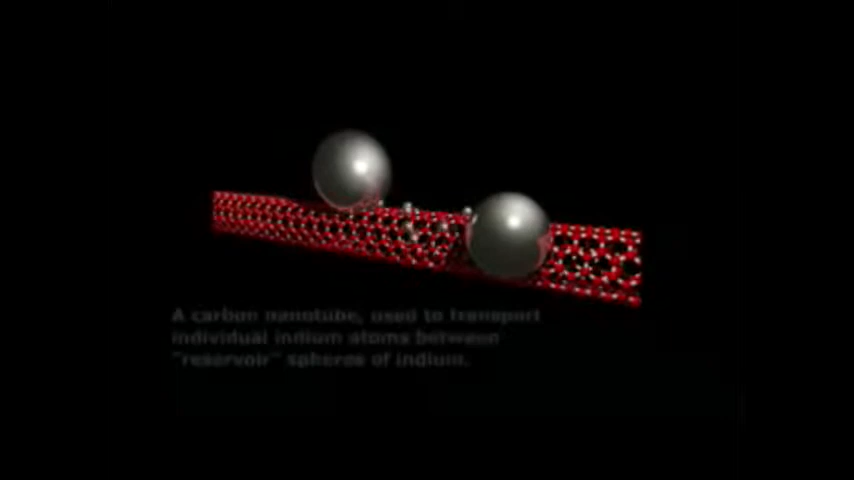 A carbon nanotube, used to transport
individual indium atoms between
"reservoir" spheres of indium.